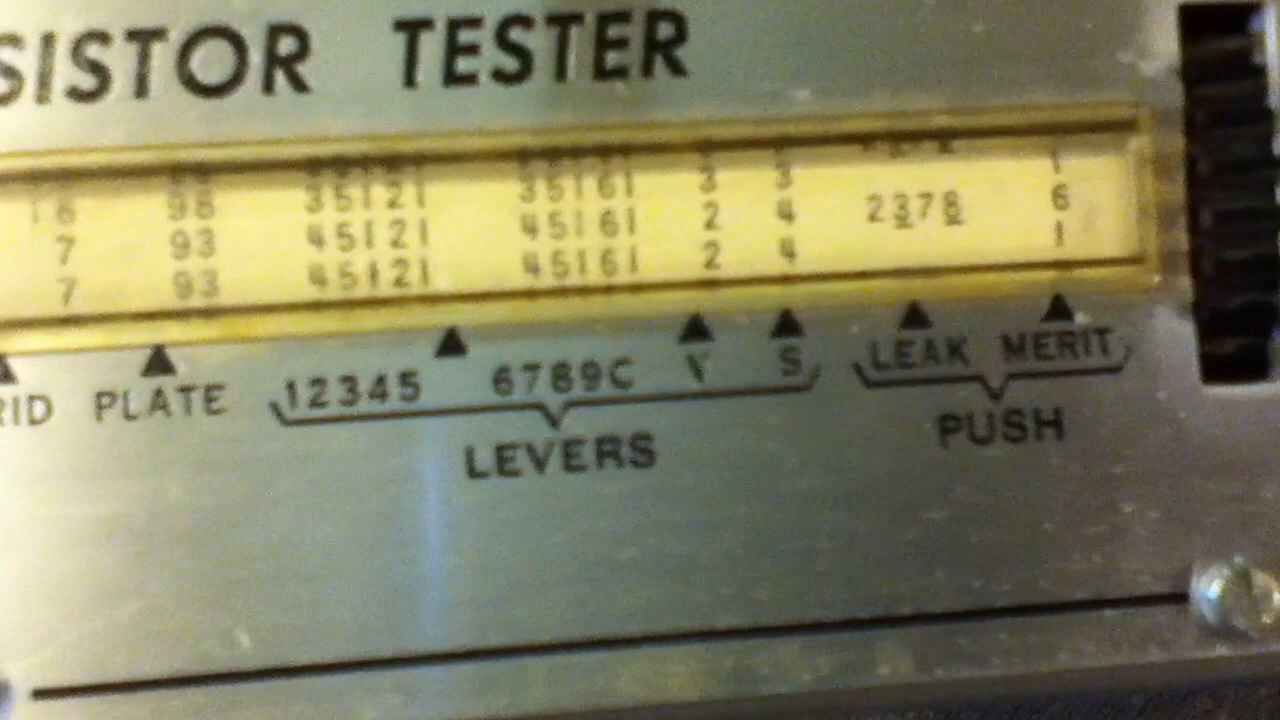 SISTOR TESTER
16 98 35121 35161 3 3 1
7 93 45121 45161 2 4 2378 6
7 93 45121 45161 2 4 1
RID PLATE 12345 6789C V S LEAK MERIT
LEVERS PUSH